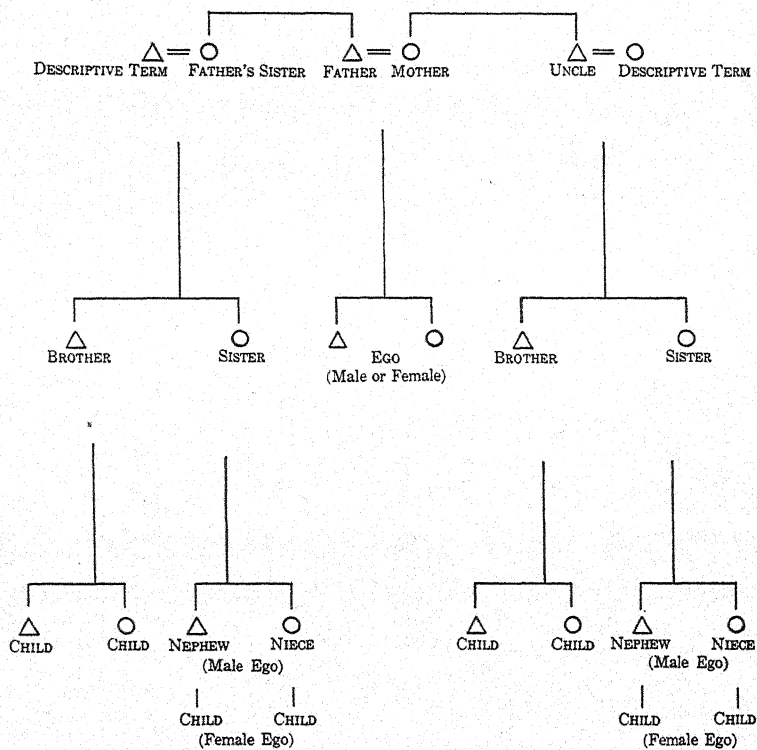 DESCRIPTIVE TERM FATHER'S SISTER FATHER MOTHER UNCLE DESCRIPTIVE TERM
BROTHER SISTER EGO BROTHER SISTER
(Male or Female)
CHILD CHILD NEPHEW NIECE CHILD CHILD NEPHEW NIECE
(Male Ego) (Male Ego)
CHILD CHILD CHILD CHILD
(Female Ego) (Female Ego)